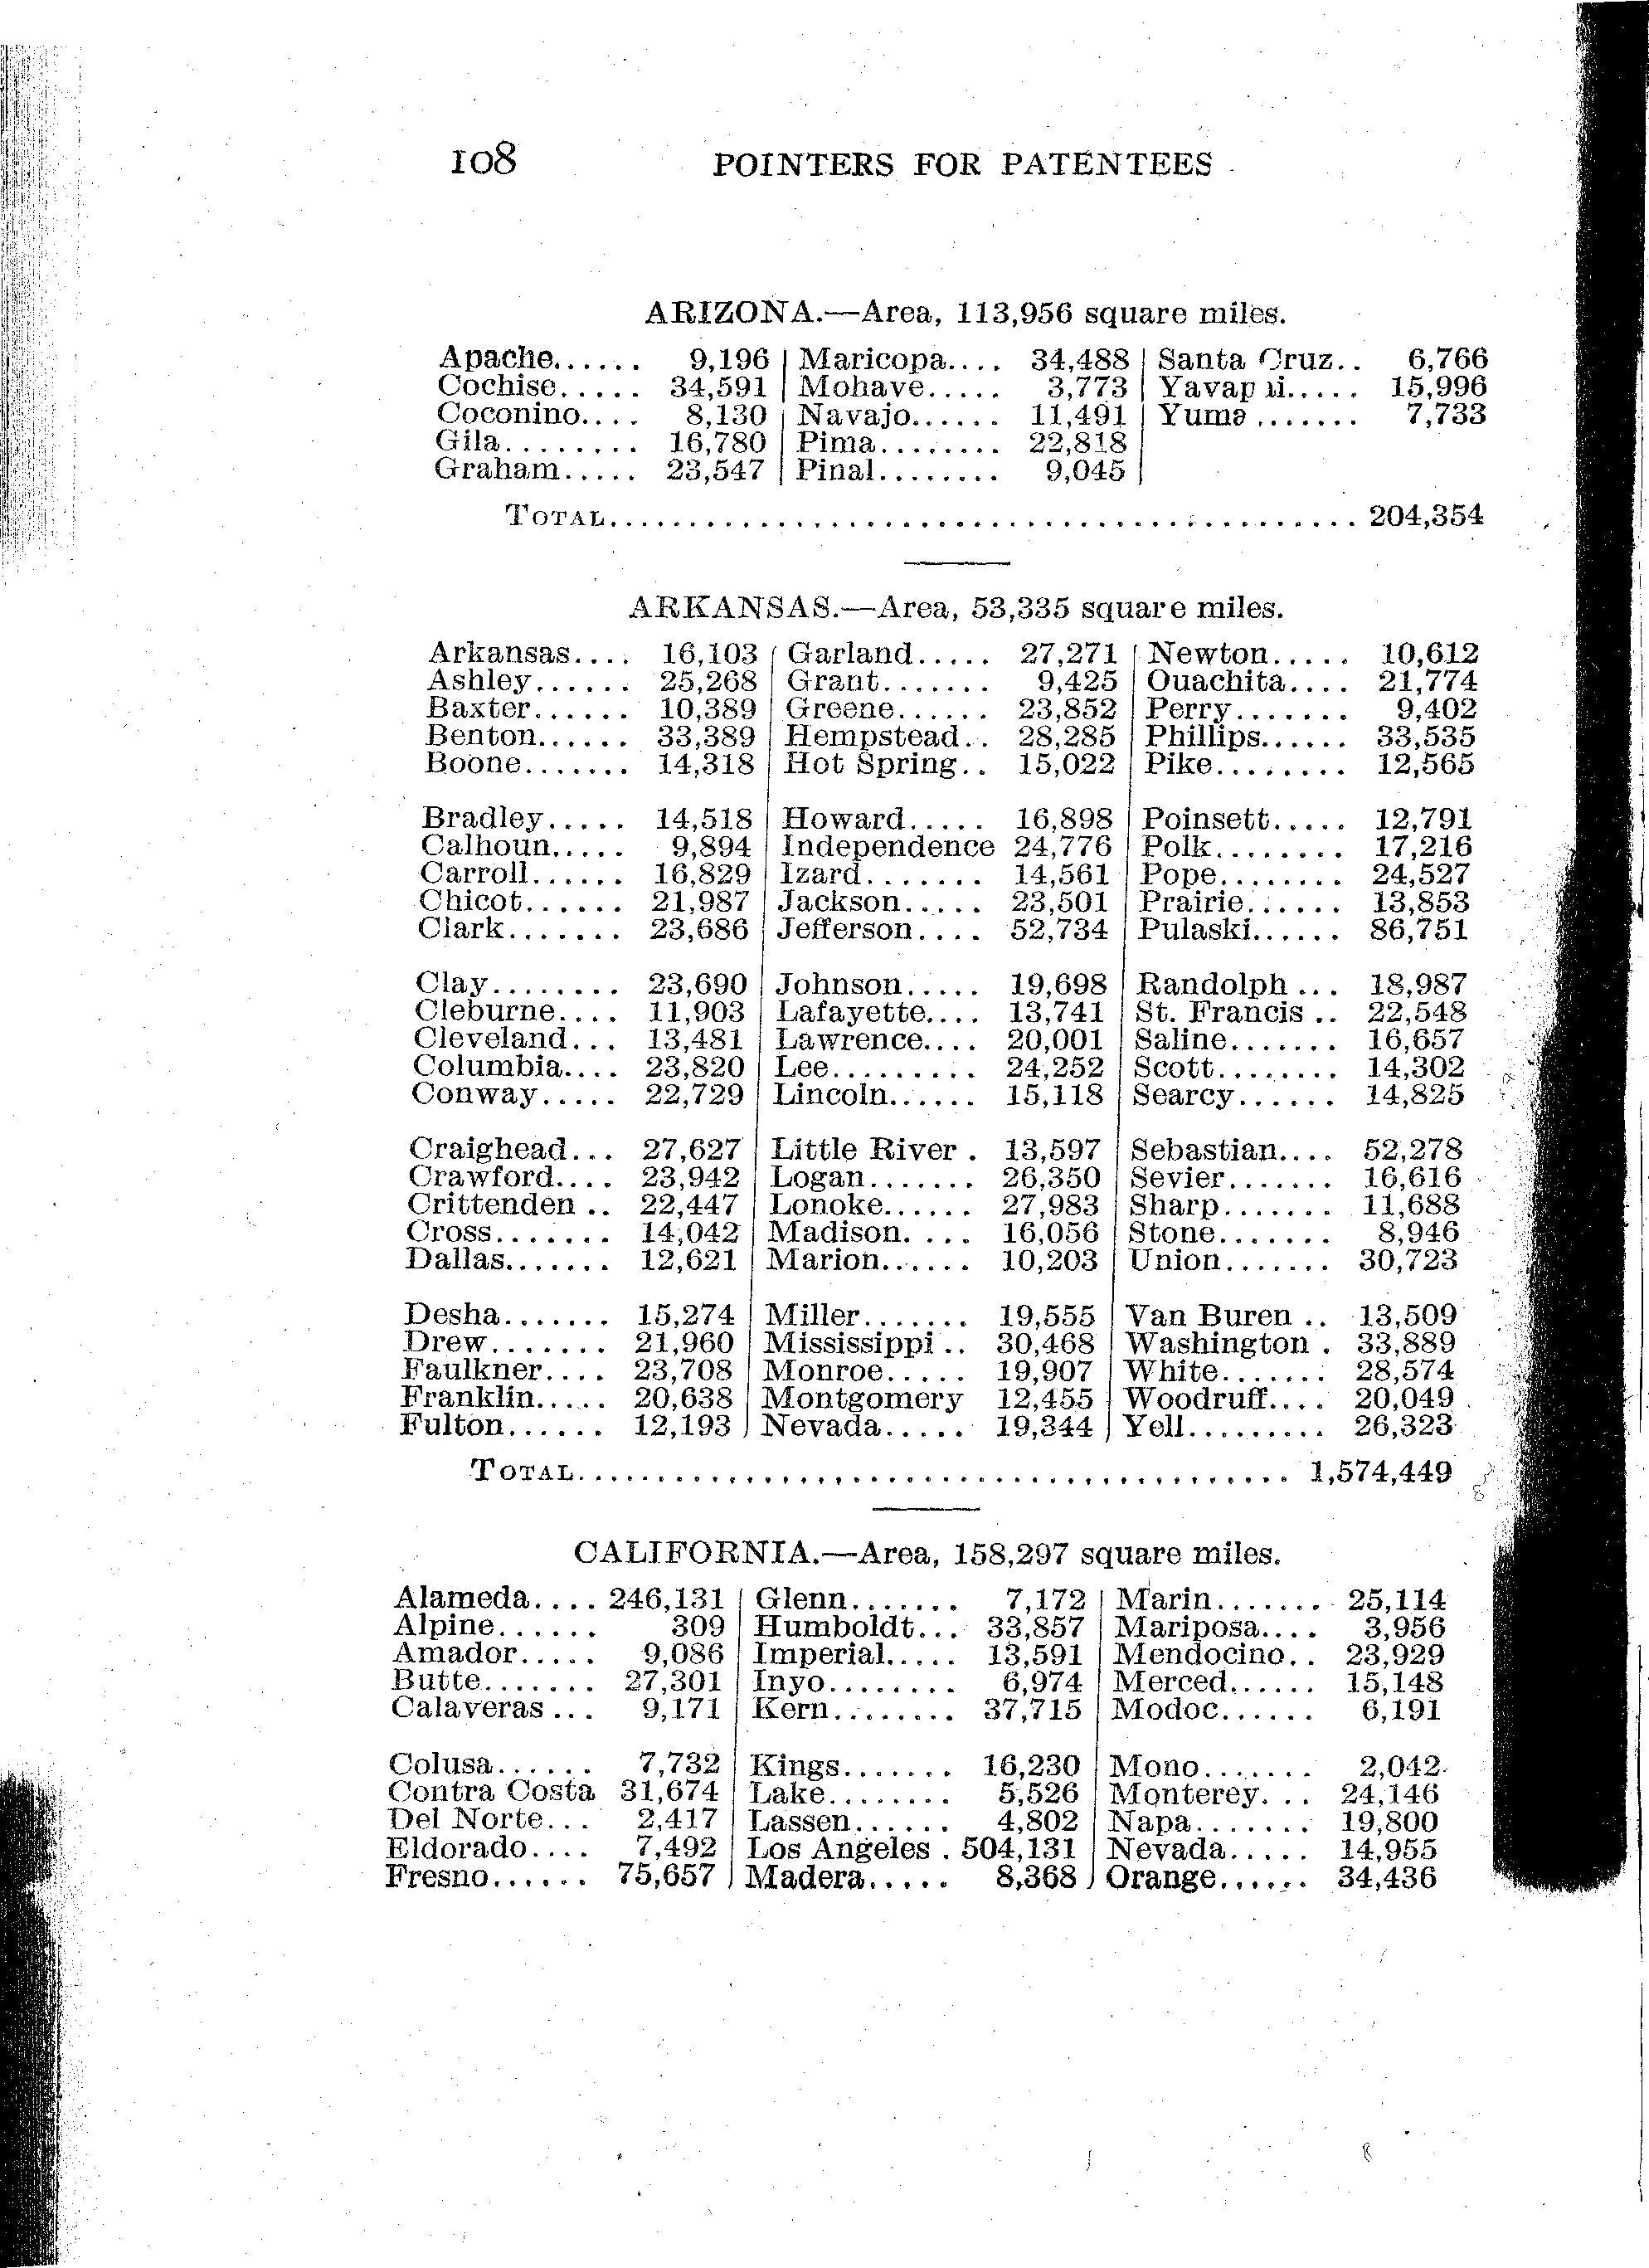 108 POINTERS FOR PATENTEES
ARIZONA.—Area, 113,956 square miles.
Apache...... 9,196 | Maricopa.... 34,488 | Santa Cruz.. 6,766
Cochise..... 34,591 | Mohave..... 3,773 | Yavapai..... 15,996
Coconino.... 8,130 | Navajo...... 11,491 | Yuma....... 7,733
Gila........ 16,780 | Pima........ 22,818 |
Graham..... 23,547 | Pinal........ 9,045 |
TOTAL............................................... 204,354
ARKANSAS.—Area, 53,335 square miles.
Arkansas.... 16,103 | Garland..... 27,271 | Newton..... 10,612
Ashley...... 25,268 | Grant....... 9,425 | Ouachita.... 21,774
Baxter...... 10,389 | Greene...... 23,852 | Perry....... 9,402
Benton...... 33,389 | Hempstead.. 28,285 | Phillips...... 33,535
Boone....... 14,318 | Hot Spring.. 15,022 | Pike........ 12,565
Bradley..... 14,518 | Howard..... 16,898 | Poinsett..... 12,791
Calhoun..... 9,894 | Independence 24,776 | Polk........ 17,216
Carroll...... 16,829 | Izard....... 14,561 | Pope........ 24,527
Chicot...... 21,987 | Jackson..... 23,501 | Prairie...... 13,853
Clark....... 23,686 | Jefferson.... 52,734 | Pulaski...... 86,751
Clay........ 23,690 | Johnson..... 19,698 | Randolph ... 18,987
Cleburne.... 11,903 | Lafayette.... 13,741 | St. Francis .. 22,548
Cleveland... 13,481 | Lawrence.... 20,001 | Saline....... 16,657
Columbia.... 23,820 | Lee......... 24,252 | Scott........ 14,302
Conway..... 22,729 | Lincoln...... 15,118 | Searcy...... 14,825
Craighead... 27,627 | Little River . 13,597 | Sebastian.... 52,278
Crawford.... 23,942 | Logan....... 26,350 | Sevier....... 16,616
Crittenden .. 22,447 | Lonoke...... 27,983 | Sharp....... 11,688
Cross....... 14,042 | Madison. ... 16,056 | Stone....... 8,946
Dallas....... 12,621 | Marion...... 10,203 | Union....... 30,723
Desha....... 15,274 | Miller....... 19,555 | Van Buren .. 13,509
Drew....... 21,960 | Mississippi.. 30,468 | Washington . 33,889
Faulkner.... 23,708 | Monroe..... 19,907 | White....... 28,574
Franklin..... 20,638 | Montgomery 12,455 | Woodruff.... 20,049
Fulton...... 12,193 | Nevada..... 19,344 | Yell......... 26,323
TOTAL............................................. 1,574,449
CALIFORNIA.—Area, 158,297 square miles.
Alameda.... 246,131 | Glenn....... 7,172 | Marin....... 25,114
Alpine...... 309 | Humboldt... 33,857 | Mariposa.... 3,956
Amador..... 9,086 | Imperial..... 13,591 | Mendocino.. 23,929
Butte....... 27,301 | Inyo........ 6,974 | Merced...... 15,148
Calaveras... 9,171 | Kern........ 37,715 | Modoc...... 6,191
Colusa...... 7,732 | Kings....... 16,230 | Mono....... 2,042
Contra Costa 31,674 | Lake........ 5,526 | Monterey. .. 24,146
Del Norte... 2,417 | Lassen...... 4,802 | Napa....... 19,800
Eldorado.... 7,492 | Los Angeles . 504,131 | Nevada..... 14,955
Fresno...... 75,657 | Madera..... 8,368 | Orange...... 34,436